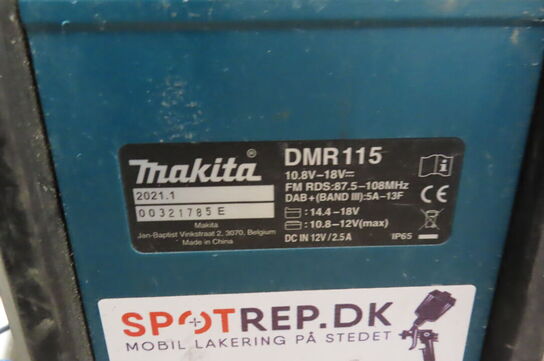 makita
2021.1
00321785 E
DMR115
10.8V-18V⎓
FM RDS:87.5-108MHz
DAB+(BAND III):5A-13F
:14.4-18V
:10.8-12V(max)
DC IN 12V/2.5A
IP65
CE
Makita
Jan-Baptist Vinkstraat 2, 3070, Belgium
Made in China
SPOTREP.DK
MOBIL LAKERING PÅ STEDET